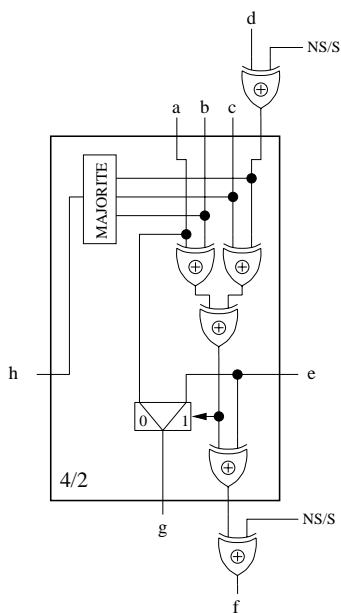 d
NS/S
a b c
MAJORITE
h
e
0 1
4/2
g
NS/S
f